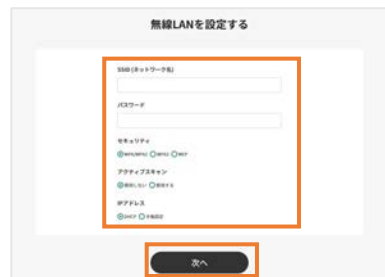 無線LANを設定する
SSID (ネットワーク名)
パスワード
セキュリティ
WPA/WPA2 WPA3 WEP
アクティブスキャン
使用しない 使用する
IPアドレス
DHCP 手動設定
次へ